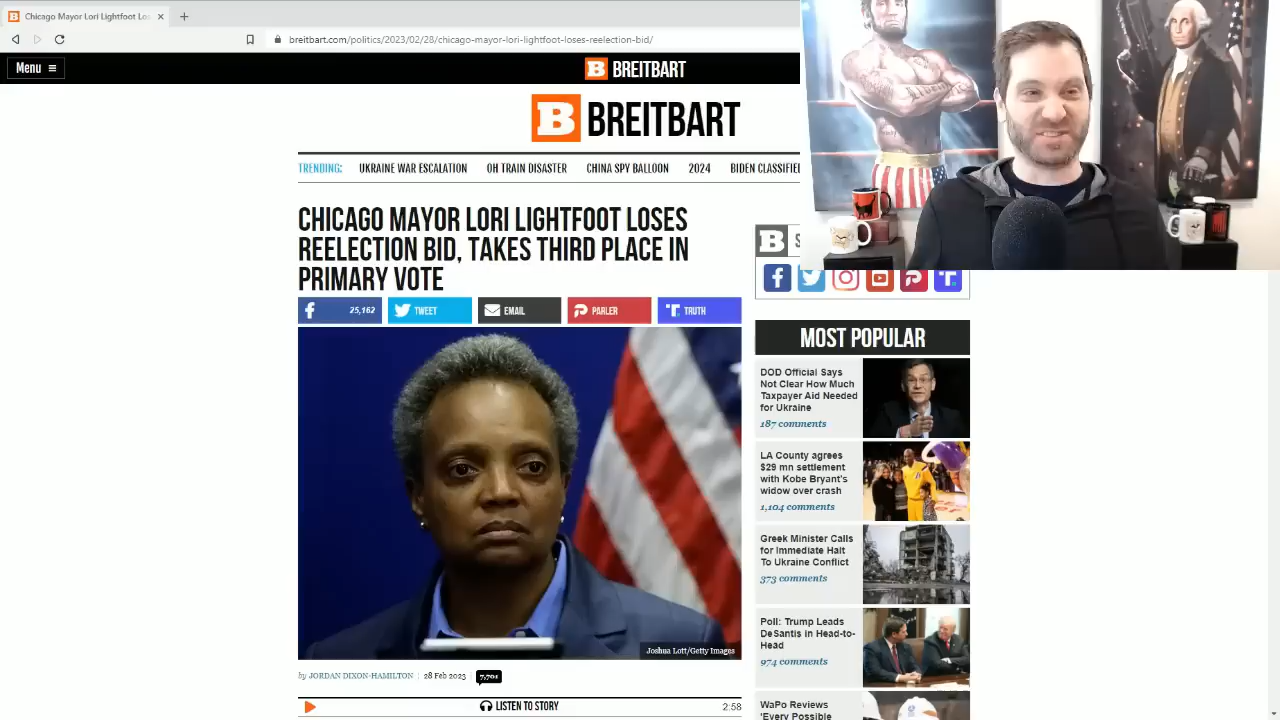 Chicago Mayor Lori Lightfoot Los
breitbart.com/politics/2023/02/28/chicago-mayor-lori-lightfoot-loses-reelection-bid/
Menu
B BREITBART
B BREITBART
TRENDING: UKRAINE WAR ESCALATION OH TRAIN DISASTER CHINA SPY BALLOON 2024 BIDEN CLASSIFIED
CHICAGO MAYOR LORI LIGHTFOOT LOSES
REELECTION BID, TAKES THIRD PLACE IN
PRIMARY VOTE
25,162 TWEET EMAIL PARLER TRUTH
Joshua Lott/Getty Images
by JORDAN DIXON-HAMILTON 28 Feb 2023 7,701
LISTEN TO STORY 2:58
B S
MOST POPULAR
DOD Official Says
Not Clear How Much
Taxpayer Aid Needed
for Ukraine
187 comments
LA County agrees
$29 mn settlement
with Kobe Bryant's
widow over crash
1,104 comments
Greek Minister Calls
for Immediate Halt
To Ukraine Conflict
373 comments
Poll: Trump Leads
DeSantis in Head-to-
Head
974 comments
WaPo Reviews
'Every Possible